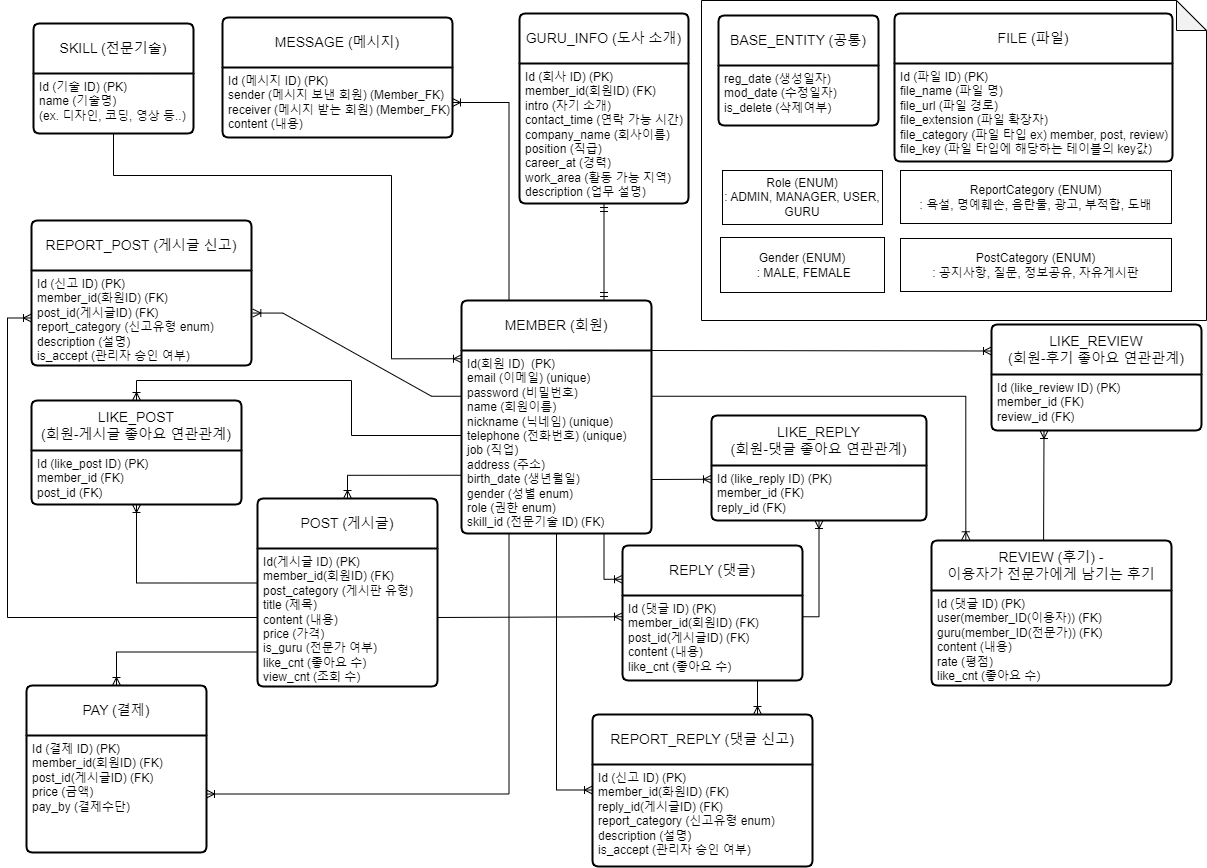 SKILL (전문기술)
Id (기술 ID) (PK)
name (기술명)
(ex. 디자인, 코딩, 영상 등..)
MESSAGE (메시지)
Id (메시지 ID) (PK)
sender (메시지 보낸 회원) (Member_FK)
receiver (메시지 받는 회원) (Member_FK)
content (내용)
GURU_INFO (도사 소개)
Id (회사 ID) (PK)
member_id(회원ID) (FK)
intro (자기 소개)
contact_time (연락 가능 시간)
company_name (회사이름)
position (직급)
career_at (경력)
work_area (활동 가능 지역)
description (업무 설명)
BASE_ENTITY (공통)
reg_date (생성일자)
mod_date (수정일자)
is_delete (삭제여부)
FILE (파일)
Id (파일 ID) (PK)
file_name (파일 명)
file_url (파일 경로)
file_extension (파일 확장자)
file_category (파일 타입 ex) member, post, review)
file_key (파일 타입에 해당하는 테이블의 key값)
Role (ENUM)
: ADMIN, MANAGER, USER,
GURU
ReportCategory (ENUM)
: 욕설, 명예훼손, 음란물, 광고, 부적합, 도배
Gender (ENUM)
: MALE, FEMALE
PostCategory (ENUM)
: 공지사항, 질문, 정보공유, 자유게시판
REPORT_POST (게시글 신고)
Id (신고 ID) (PK)
member_id(화원ID) (FK)
post_id(게시글ID) (FK)
report_category (신고유형 enum)
description (설명)
is_accept (관리자 승인 여부)
MEMBER (회원)
Id(회원 ID)  (PK)
email (이메일) (unique)
password (비밀번호)
name (회원이름)
nickname (닉네임) (unique)
telephone (전화번호) (unique)
job (직업)
address (주소)
birth_date (생년월일)
gender (성별 enum)
role (권한 enum)
skill_id (전문기술 ID) (FK)
LIKE_REVIEW
(회원-후기 좋아요 연관관계)
Id (like_review ID) (PK)
member_id (FK)
review_id (FK)
LIKE_POST
(회원-게시글 좋아요 연관관계)
Id (like_post ID) (PK)
member_id (FK)
post_id (FK)
LIKE_REPLY
(회원-댓글 좋아요 연관관계)
Id (like_reply ID) (PK)
member_id (FK)
reply_id (FK)
POST (게시글)
Id(게시글 ID) (PK)
member_id(회원ID) (FK)
post_category (게시판 유형)
title (제목)
content (내용)
price (가격)
is_guru (전문가 여부)
like_cnt (좋아요 수)
view_cnt (조회 수)
REPLY (댓글)
Id (댓글 ID) (PK)
member_id(회원ID) (FK)
post_id(게시글ID) (FK)
content (내용)
like_cnt (좋아요 수)
REVIEW (후기) -
이용자가 전문가에게 남기는 후기
Id (댓글 ID) (PK)
user(member_ID(이용자)) (FK)
guru(member_ID(전문가)) (FK)
content (내용)
rate (평점)
like_cnt (좋아요 수)
PAY (결제)
Id (결제 ID) (PK)
member_id(회원ID) (FK)
post_id(게시글ID) (FK)
price (금액)
pay_by (결제수단)
REPORT_REPLY (댓글 신고)
Id (신고 ID) (PK)
member_id(화원ID) (FK)
reply_id(게시글ID) (FK)
report_category (신고유형 enum)
description (설명)
is_accept (관리자 승인 여부)